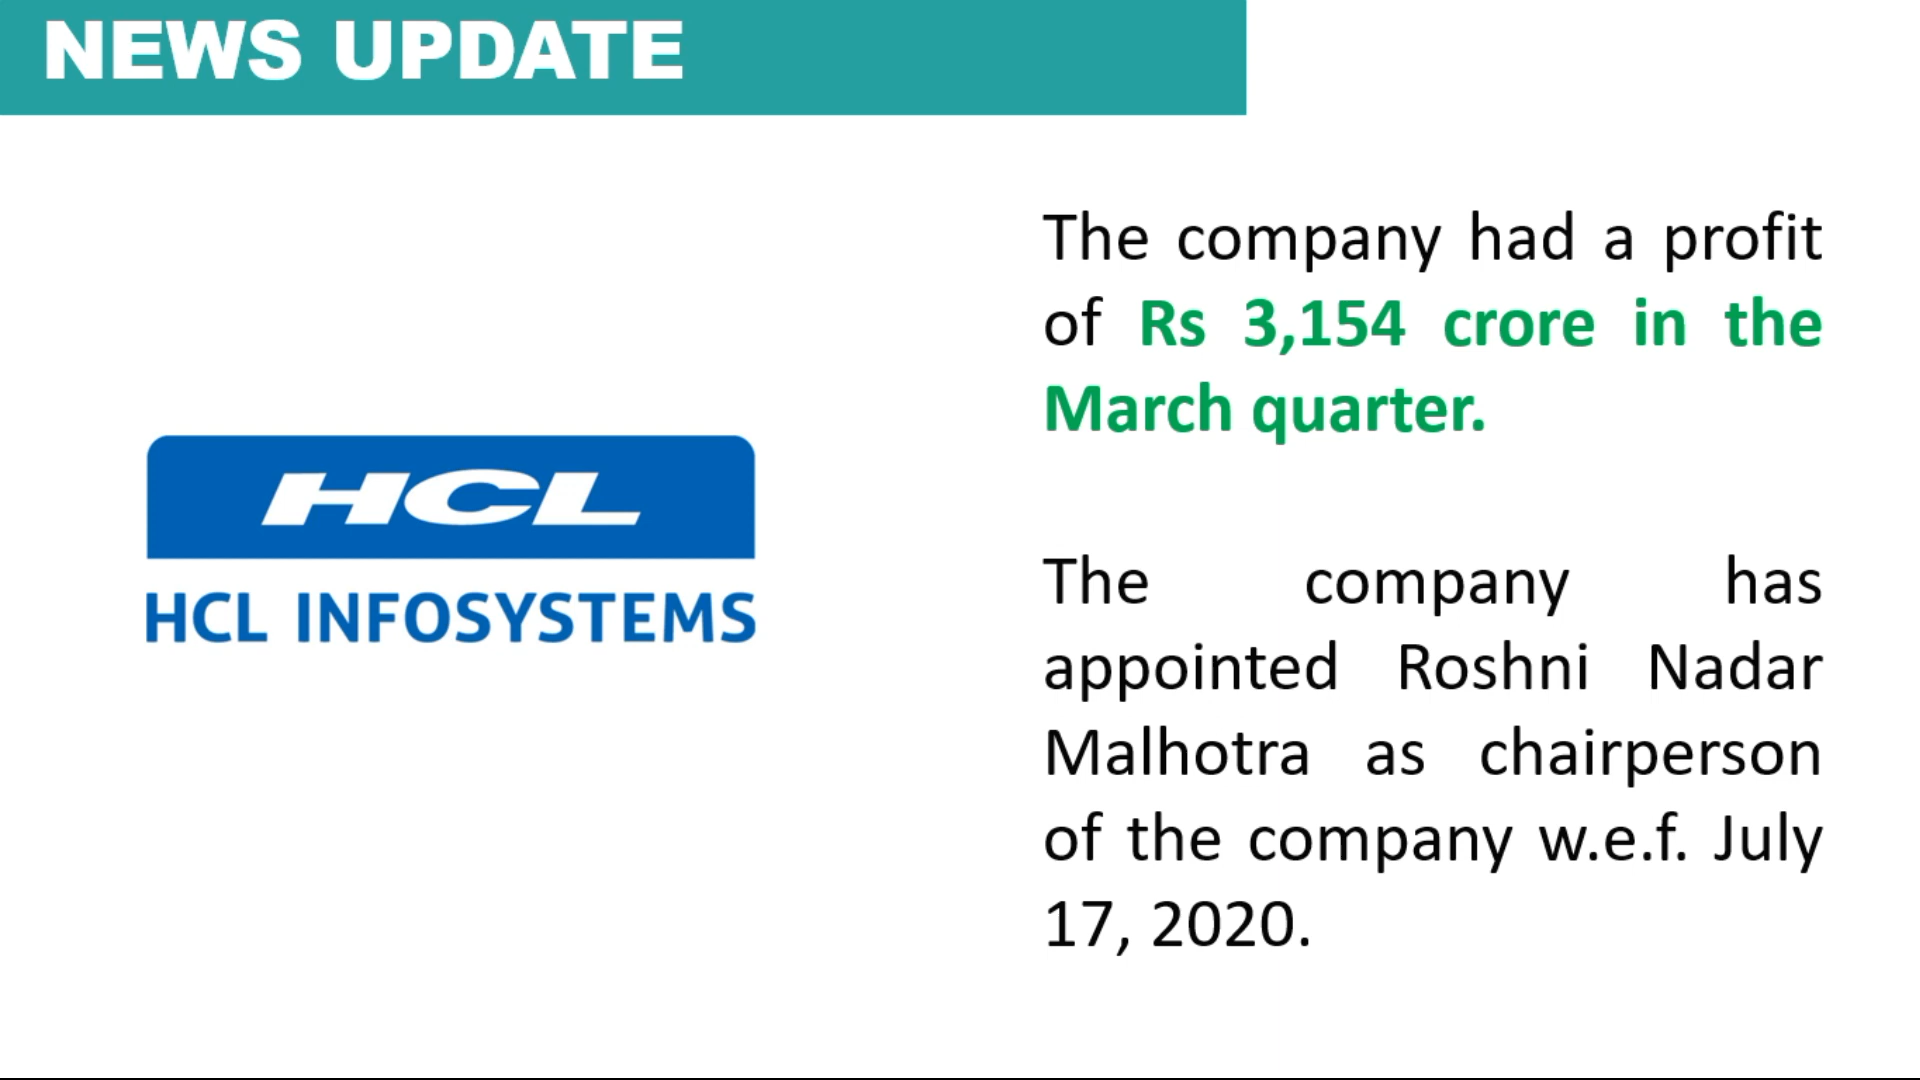 NEWS UPDATE
The company had a profit
of Rs 3,154 crore in the
March quarter.
HCL
HCL INFOSYSTEMS
The company has
appointed Roshni Nadar
Malhotra as chairperson
of the company w.e.f. July
17, 2020.